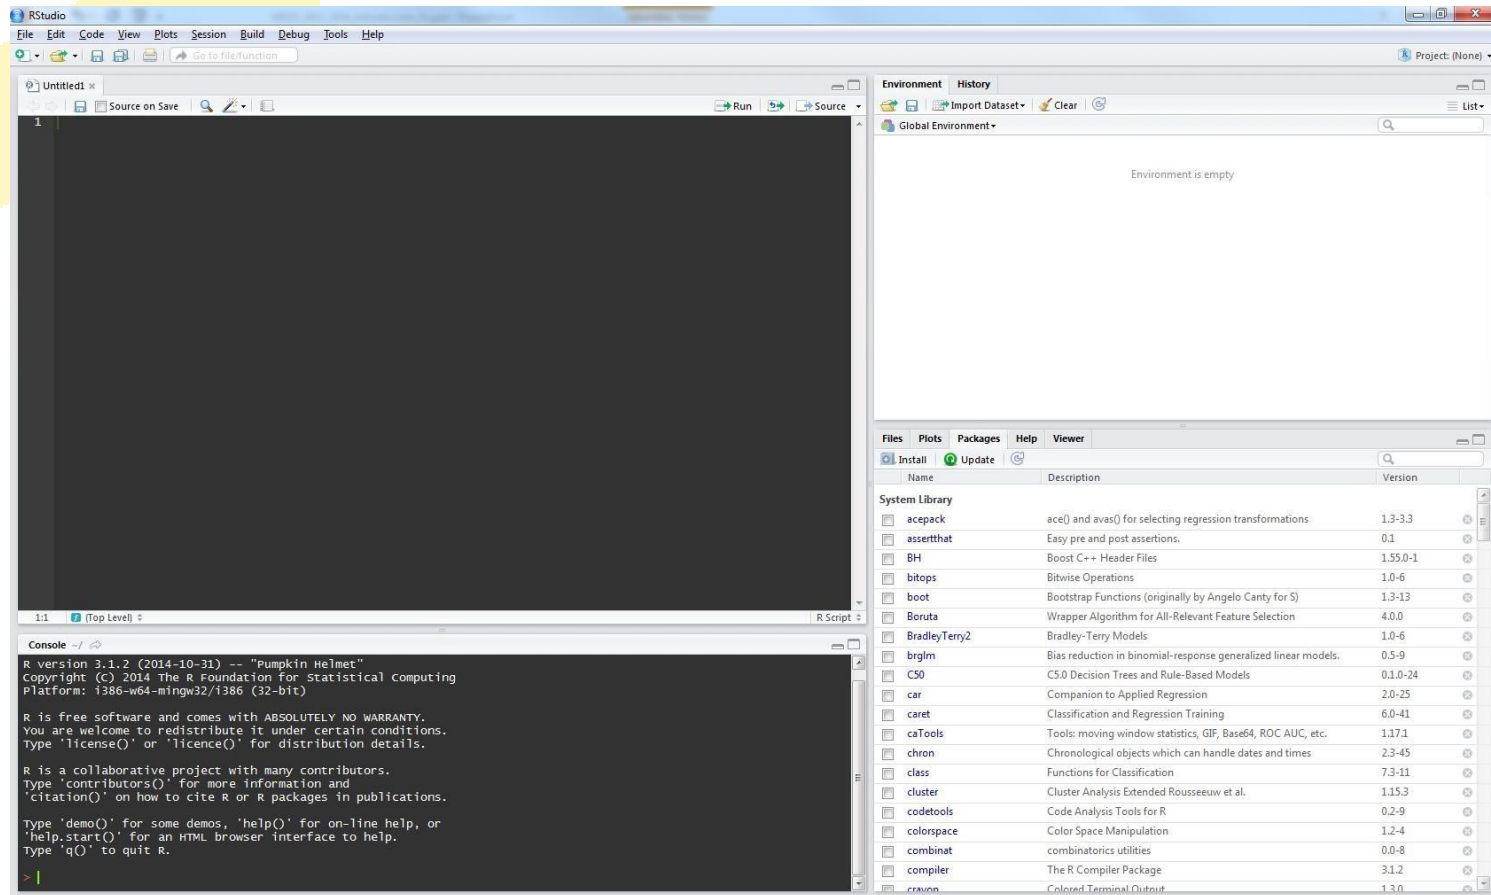 RStudio
File Edit Code View Plots Session Build Debug Tools Help
Go to file/function
Project: (None)
Untitled1
Source on Save
Run
Source
1
1:1
(Top Level)
R Script
Console ~/
R version 3.1.2 (2014-10-31) -- "Pumpkin Helmet"
Copyright (C) 2014 The R Foundation for Statistical Computing
Platform: i386-w64-mingw32/i386 (32-bit)
R is free software and comes with ABSOLUTELY NO WARRANTY.
You are welcome to redistribute it under certain conditions.
Type 'license()' or 'licence()' for distribution details.
R is a collaborative project with many contributors.
Type 'contributors()' for more information and
'citation()' on how to cite R or R packages in publications.
Type 'demo()' for some demos, 'help()' for on-line help, or
'help.start()' for an HTML browser interface to help.
Type 'q()' to quit R.
>
Environment History
Import Dataset Clear
List
Global Environment
Environment is empty
Files Plots Packages Help Viewer
Install Update
Name Description Version
System Library
acepack ace() and avas() for selecting regression transformations 1.3-3.3
assertthat Easy pre and post assertions. 0.1
BH Boost C++ Header Files 1.55.0-1
bitops Bitwise Operations 1.0-6
boot Bootstrap Functions (originally by Angelo Canty for S) 1.3-13
Boruta Wrapper Algorithm for All-Relevant Feature Selection 4.0.0
BradleyTerry2 Bradley-Terry Models 1.0-6
brglm Bias reduction in binomial-response generalized linear models. 0.5-9
C50 C5.0 Decision Trees and Rule-Based Models 0.1.0-24
car Companion to Applied Regression 2.0-25
caret Classification and Regression Training 6.0-41
caTools Tools: moving window statistics, GIF, Base64, ROC AUC, etc. 1.17.1
chron Chronological objects which can handle dates and times 2.3-45
class Functions for Classification 7.3-11
cluster Cluster Analysis Extended Rousseeuw et al. 1.15.3
codetools Code Analysis Tools for R 0.2-9
colorspace Color Space Manipulation 1.2-4
combinat combinatorics utilities 0.0-8
compiler The R Compiler Package 3.1.2
crayon Colored Terminal Output 1.3.0